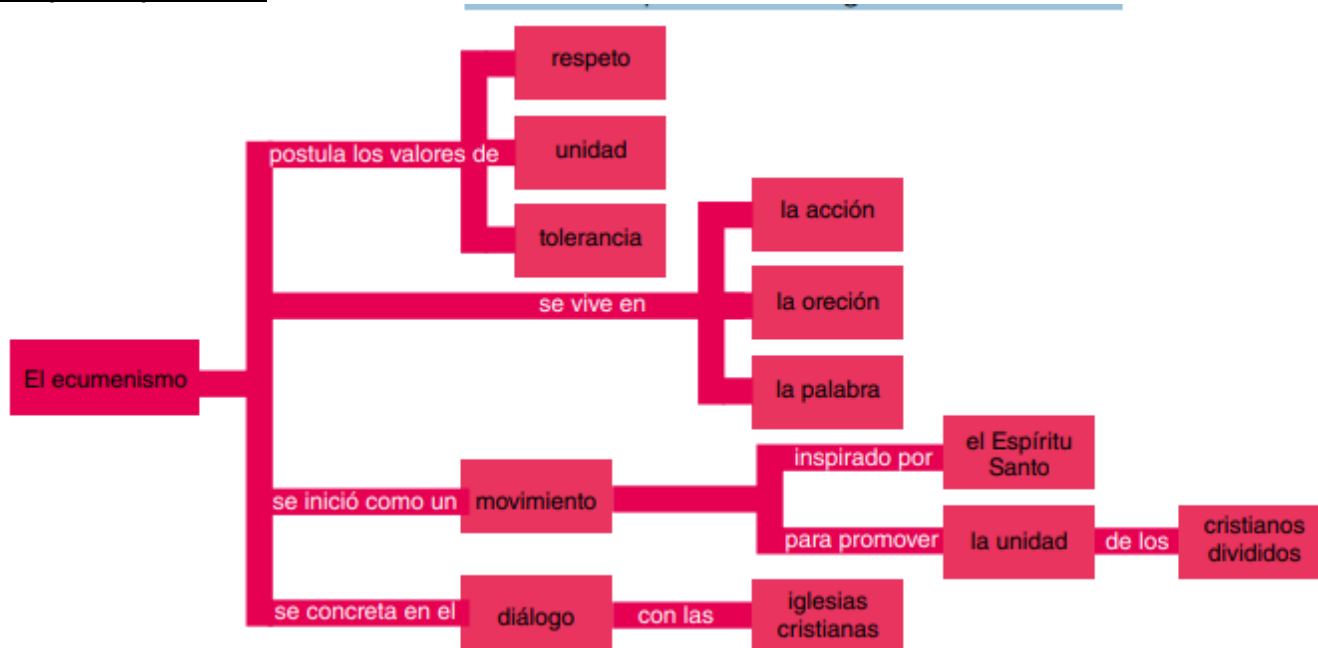 respeto
postula los valores de
unidad
tolerancia
la acción
se vive en
la oreción
la palabra
El ecumenismo
se inició como un
movimiento
inspirado por
el Espíritu
Santo
para promover
la unidad
de los
cristianos
divididos
se concreta en el
diálogo
con las
iglesias
cristianas